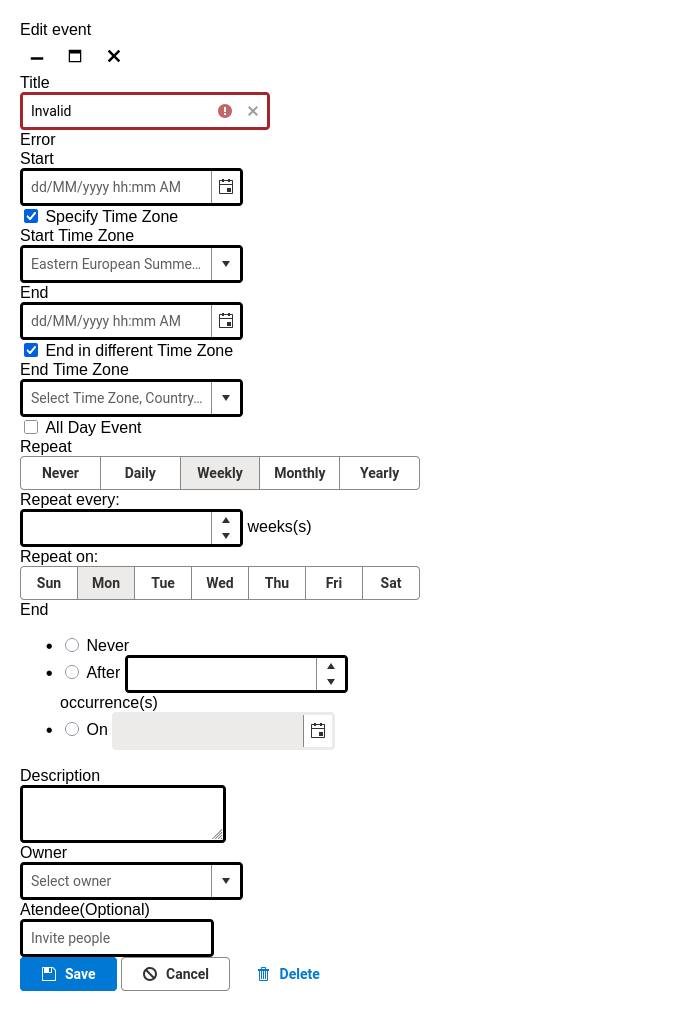 Edit event
Title
Invalid
Error
Start
dd/MM/yyyy hh:mm AM
Specify Time Zone
Start Time Zone
Eastern European Summe...
End
dd/MM/yyyy hh:mm AM
End in different Time Zone
End Time Zone
Select Time Zone, Country...
All Day Event
Repeat
Never Daily Weekly Monthly Yearly
Repeat every:
weeks(s)
Repeat on:
Sun Mon Tue Wed Thu Fri Sat
End
Never
After
occurrence(s)
On
Description
Owner
Select owner
Atendee(Optional)
Invite people
Save Cancel Delete